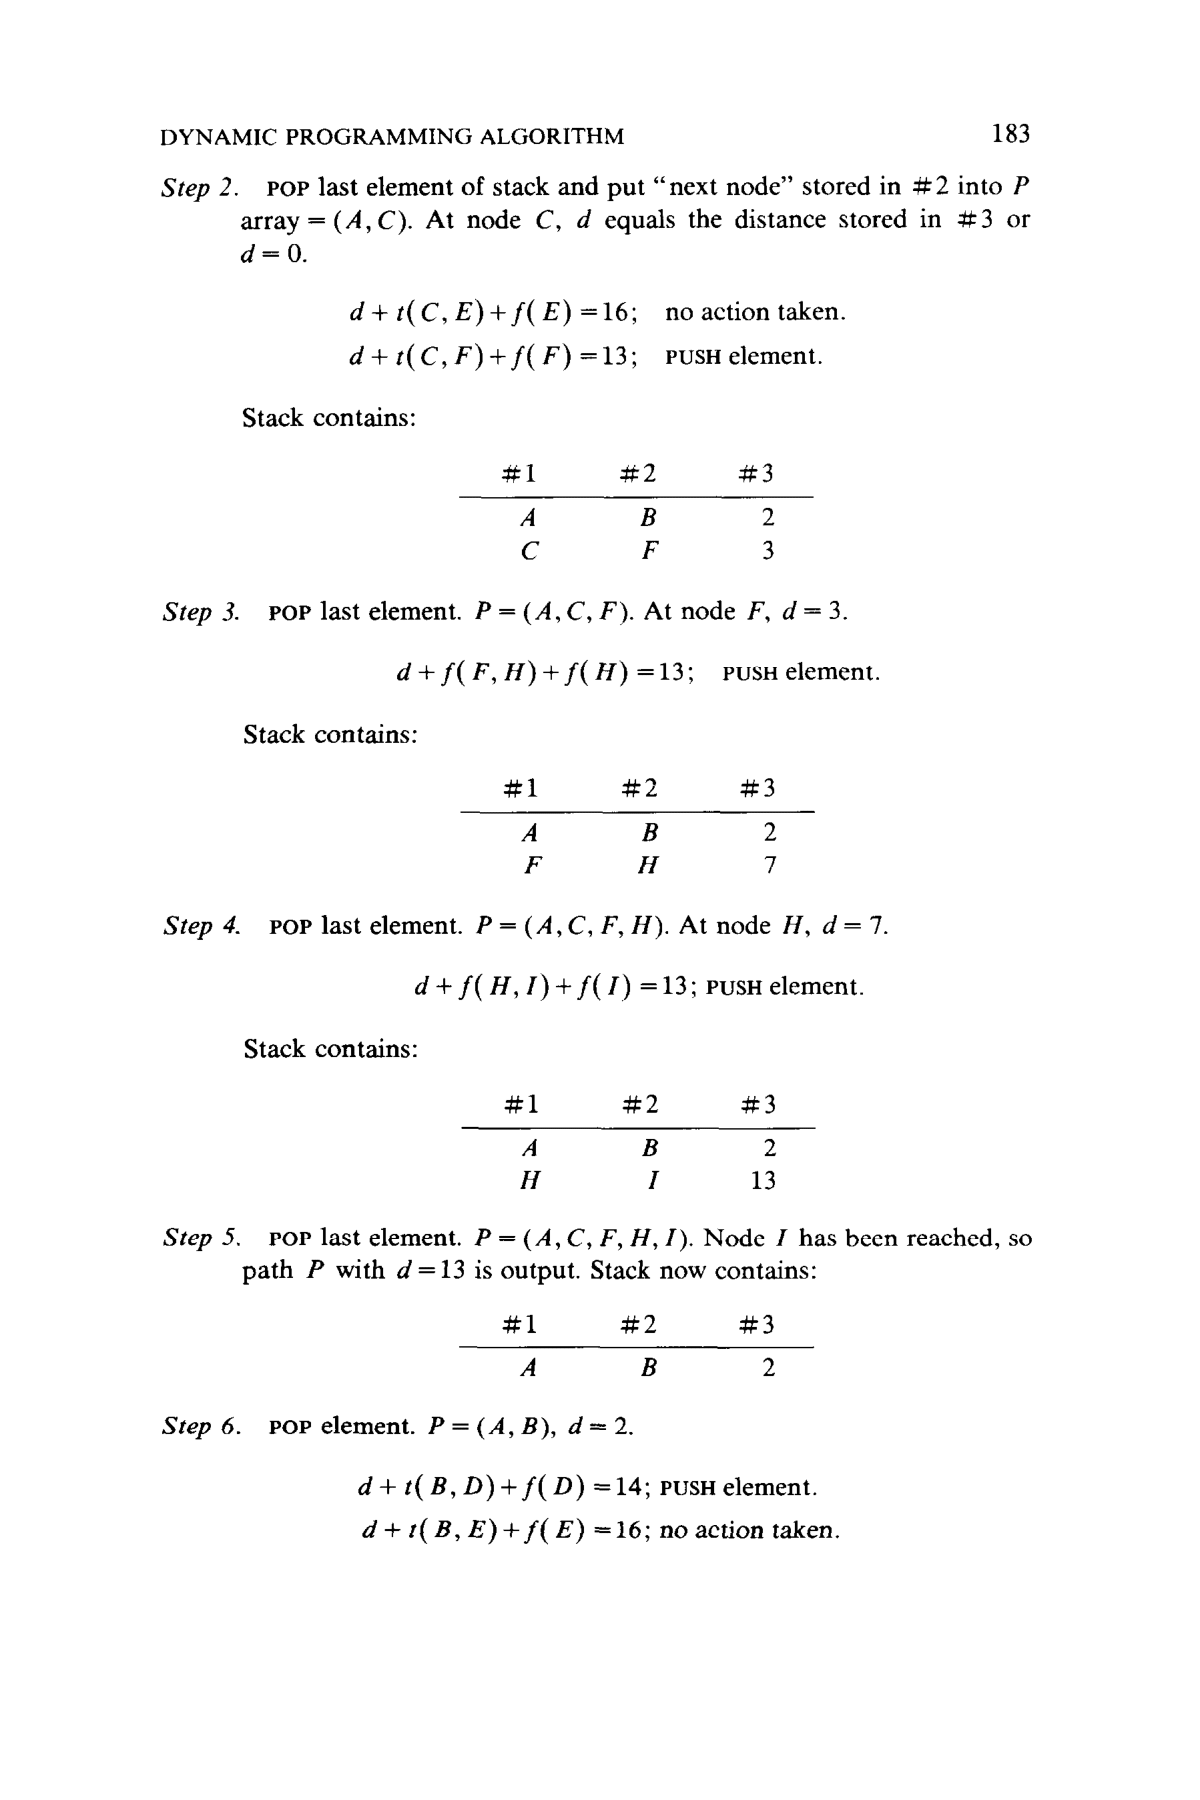 DYNAMIC PROGRAMMING ALGORITHM 183
Step 2. POP last element of stack and put “next node” stored in #2 into P
array = (A, C). At node C, d equals the distance stored in #3 or
d = 0.
d + t(C, E) + f(E) = 16; no action taken.
d + t(C, F) + f(F) = 13; PUSH element.
Stack contains:
#1 #2 #3
A B 2
C F 3
Step 3. POP last element. P = (A, C, F). At node F, d = 3.
d + f(F, H) + f(H) = 13; PUSH element.
Stack contains:
#1 #2 #3
A B 2
F H 7
Step 4. POP last element. P = (A, C, F, H). At node H, d = 7.
d + f(H, I) + f(I) = 13; PUSH element.
Stack contains:
#1 #2 #3
A B 2
H I 13
Step 5. POP last element. P = (A, C, F, H, I). Node I has been reached, so
path P with d = 13 is output. Stack now contains:
#1 #2 #3
A B 2
Step 6. POP element. P = (A, B), d = 2.
d + t(B, D) + f(D) = 14; PUSH element.
d + t(B, E) + f(E) = 16; no action taken.